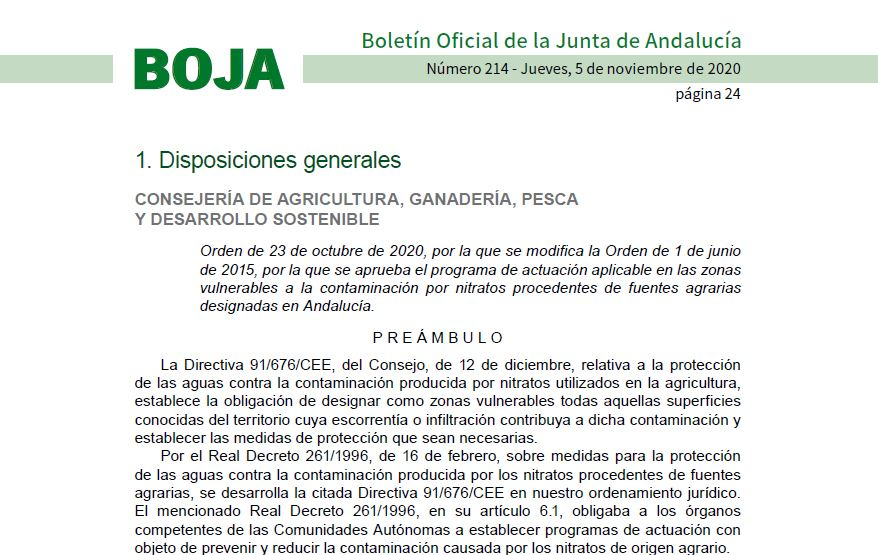 BOJA
Boletín Oficial de la Junta de Andalucía
Número 214 - Jueves, 5 de noviembre de 2020
página 24
1. Disposiciones generales
CONSEJERÍA DE AGRICULTURA, GANADERÍA, PESCA
Y DESARROLLO SOSTENIBLE
Orden de 23 de octubre de 2020, por la que se modifica la Orden de 1 de junio
de 2015, por la que se aprueba el programa de actuación aplicable en las zonas
vulnerables a la contaminación por nitratos procedentes de fuentes agrarias
designadas en Andalucía.
PREÁMBULO
La Directiva 91/676/CEE, del Consejo, de 12 de diciembre, relativa a la protección
de las aguas contra la contaminación producida por nitratos utilizados en la agricultura,
establece la obligación de designar como zonas vulnerables todas aquellas superficies
conocidas del territorio cuya escorrentía o infiltración contribuya a dicha contaminación y
establecer las medidas de protección que sean necesarias.
Por el Real Decreto 261/1996, de 16 de febrero, sobre medidas para la protección
de las aguas contra la contaminación producida por los nitratos procedentes de fuentes
agrarias, se desarrolla la citada Directiva 91/676/CEE en nuestro ordenamiento jurídico.
El mencionado Real Decreto 261/1996, en su artículo 6.1, obligaba a los órganos
competentes de las Comunidades Autónomas a establecer programas de actuación con
objeto de prevenir y reducir la contaminación causada por los nitratos de origen agrario.